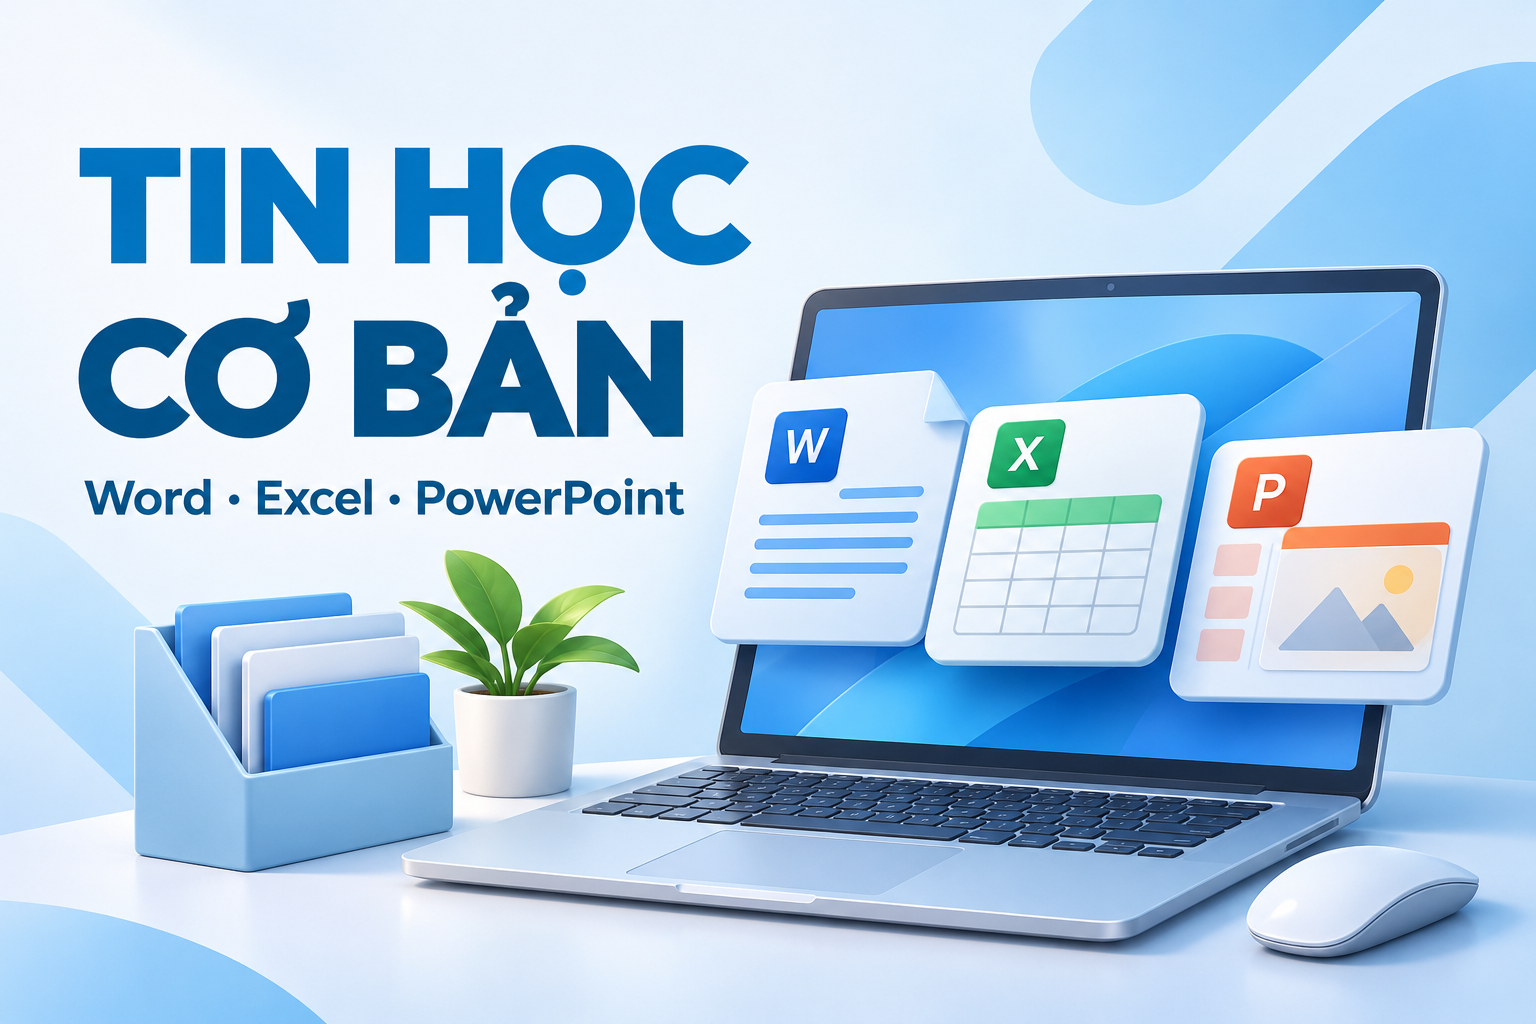 TIN HỌC
CƠ BẢN
Word · Excel · PowerPoint
W
X
P